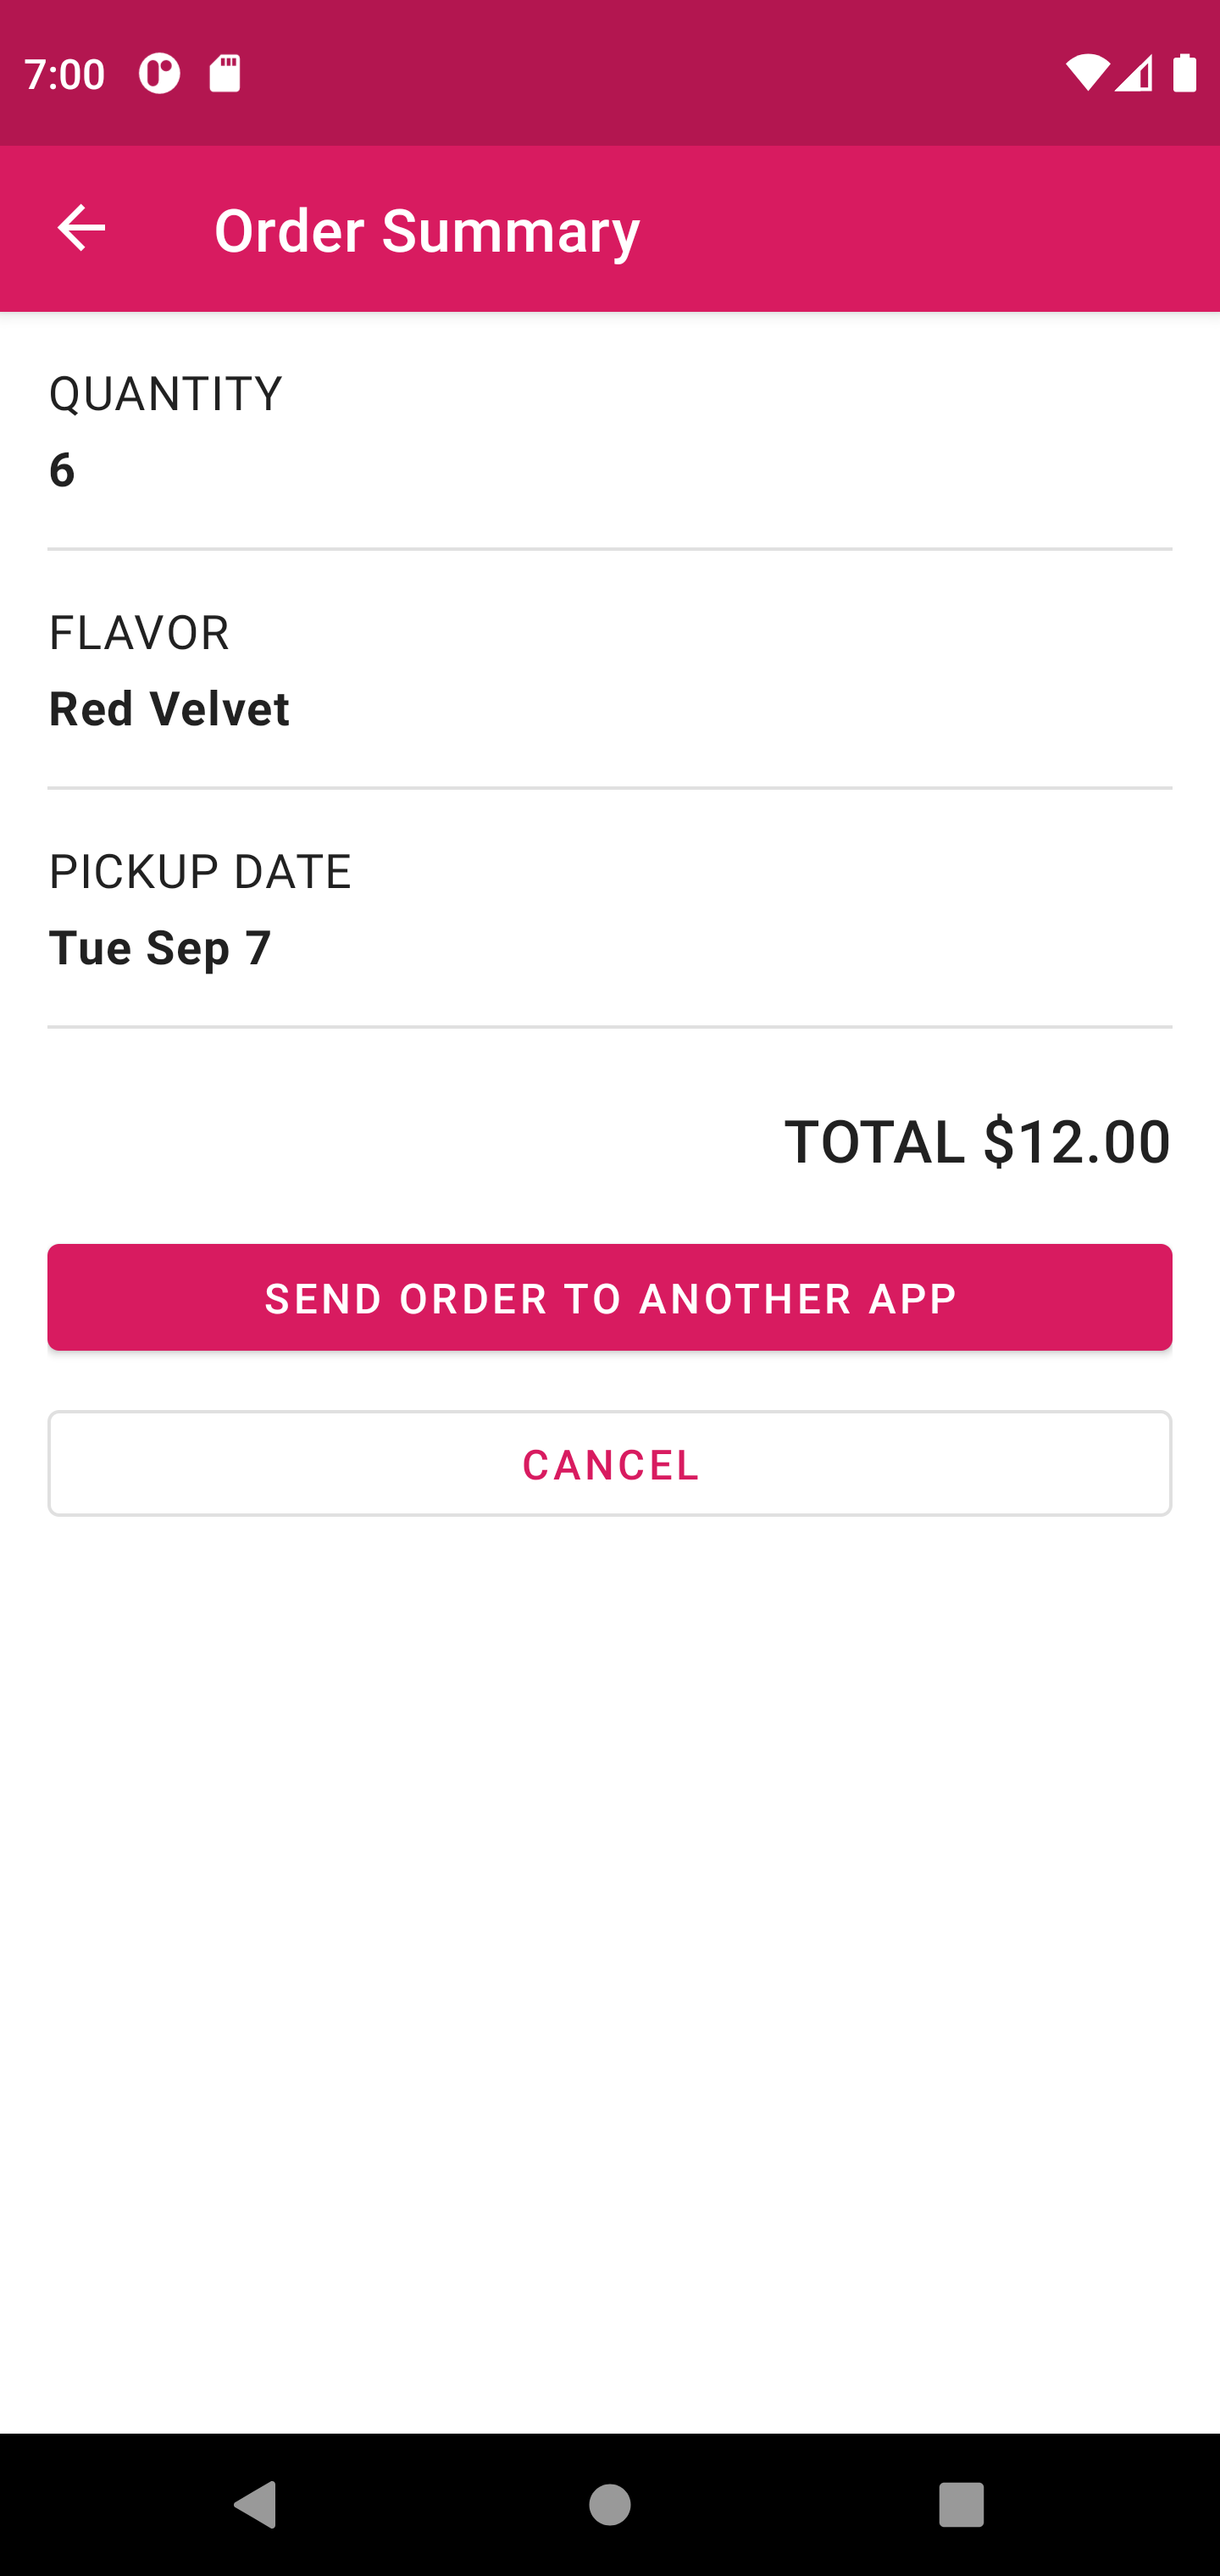 7:00
Order Summary
QUANTITY
6
FLAVOR
Red Velvet
PICKUP DATE
Tue Sep 7
TOTAL $12.00
SEND ORDER TO ANOTHER APP
CANCEL